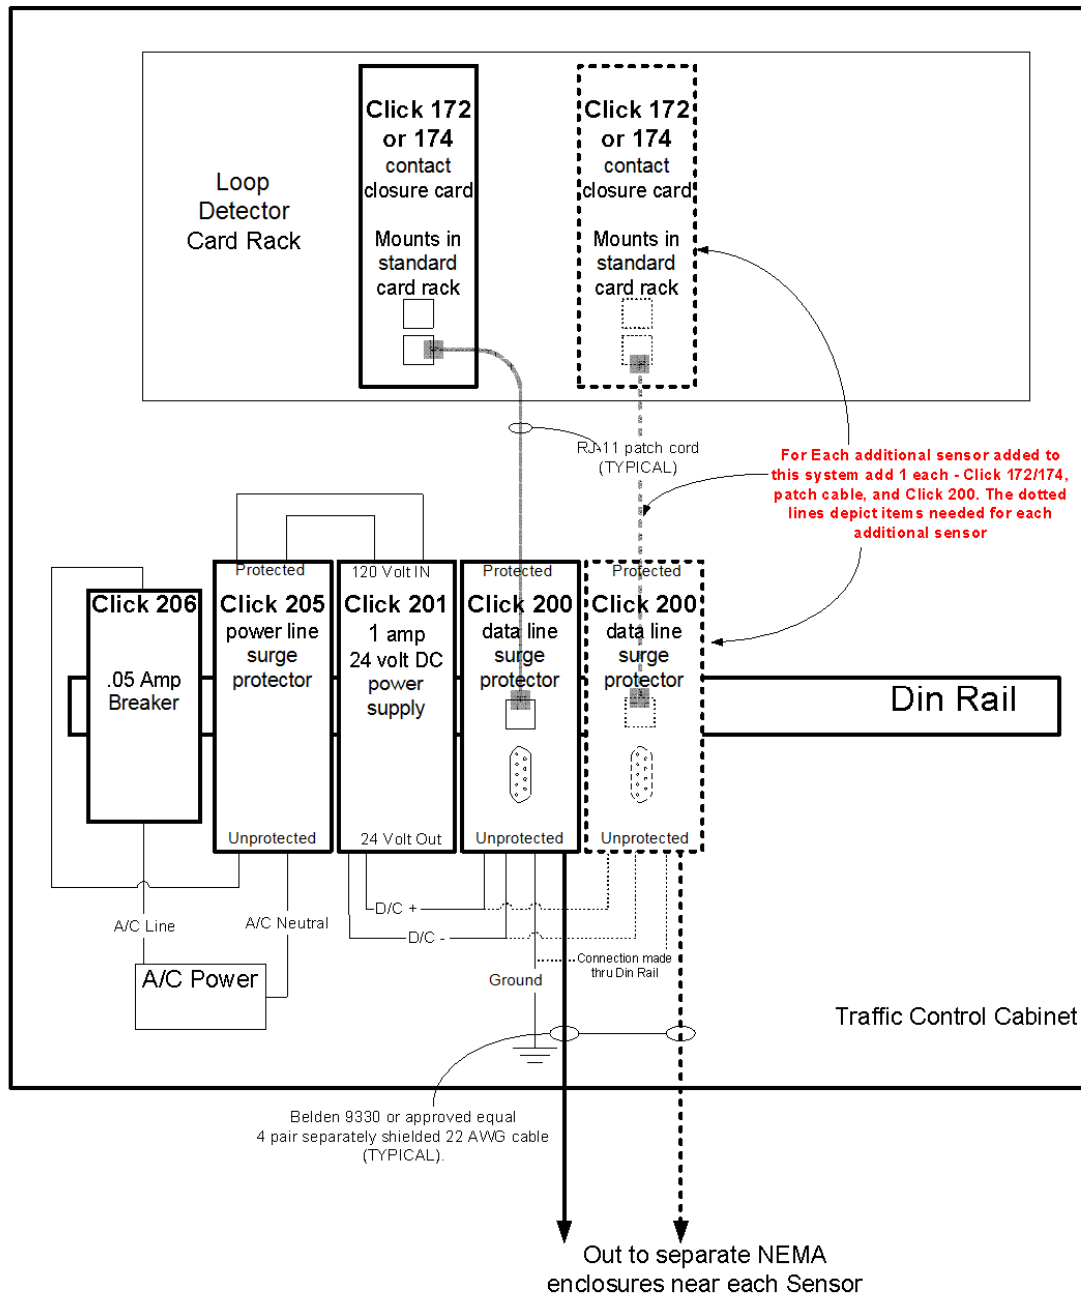 Click 172
or 174
contact
closure card
Mounts in
standard
card rack
Click 172
or 174
contact
closure card
Mounts in
standard
card rack
Loop
Detector
Card Rack
RJ-11 patch cord
(TYPICAL)
For Each additional sensor added to
this system add 1 each - Click 172/174,
patch cable, and Click 200. The dotted
lines depict items needed for each
additional sensor
Click 206
.05 Amp
Breaker
Protected
Click 205
power line
surge
protector
Unprotected
120 Volt IN
Click 201
1 amp
24 volt DC
power
supply
24 Volt Out
Protected
Click 200
data line
surge
protector
Unprotected
Protected
Click 200
data line
surge
protector
Unprotected
Din Rail
A/C Line
A/C Neutral
D/C +
D/C -
A/C Power
Ground
Connection made
thru Din Rail
Traffic Control Cabinet
Belden 9330 or approved equal
4 pair separately shielded 22 AWG cable
(TYPICAL).
Out to separate NEMA
enclosures near each Sensor